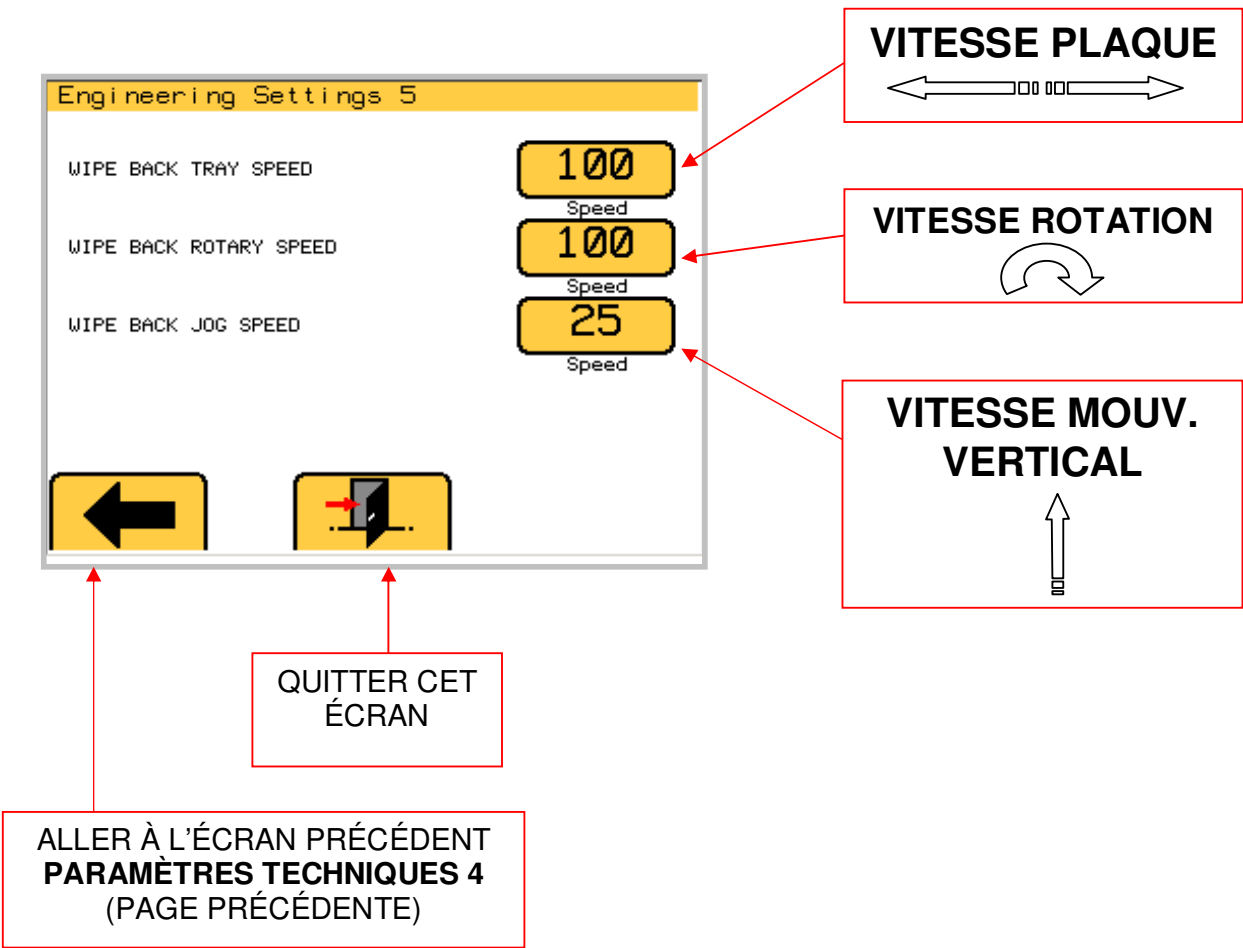 Engineering Settings 5
WIPE BACK TRAY SPEED
100
Speed
WIPE BACK ROTARY SPEED
100
Speed
WIPE BACK JOG SPEED
25
Speed
VITESSE PLAQUE
VITESSE ROTATION
VITESSE MOUV.
VERTICAL
QUITTER CET
ÉCRAN
ALLER À L'ÉCRAN PRÉCÉDENT
PARAMÈTRES TECHNIQUES 4
(PAGE PRÉCÉDENTE)